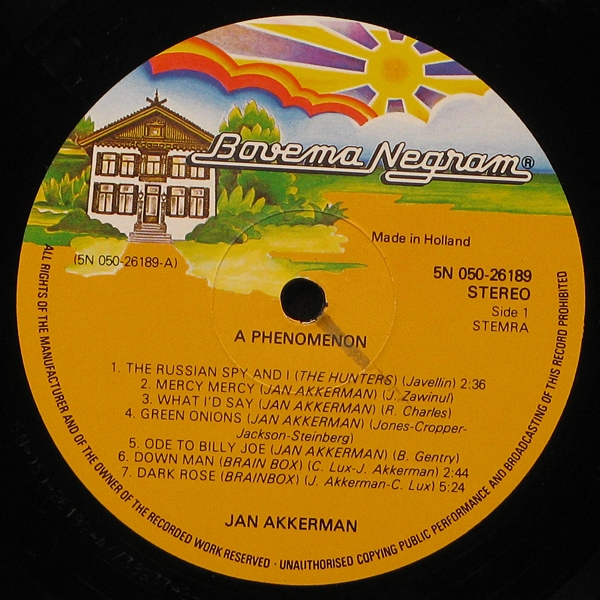 Bovema Negram®
Made in Holland
(5N 050-26189-A)
5N 050-26189
STEREO
Side 1
STEMRA
A PHENOMENON
1. THE RUSSIAN SPY AND I (THE HUNTERS) (Javellin) 2:36
2. MERCY MERCY (JAN AKKERMAN) (J. Zawinul)
3. WHAT I'D SAY (JAN AKKERMAN) (R. Charles)
4. GREEN ONIONS (JAN AKKERMAN) (Jones-Cropper-
Jackson-Steinberg)
5. ODE TO BILLY JOE (JAN AKKERMAN) (B. Gentry)
6. DOWN MAN (BRAIN BOX) (C. Lux-J. Akkerman) 2:44
7. DARK ROSE (BRAINBOX) (J. Akkerman-C. Lux) 5:24
JAN AKKERMAN
ALL RIGHTS OF THE MANUFACTURER AND OF THE OWNER OF THE RECORDED WORK RESERVED · UNAUTHORISED COPYING PUBLIC PERFORMANCE AND BROADCASTING OF THIS RECORD PROHIBITED